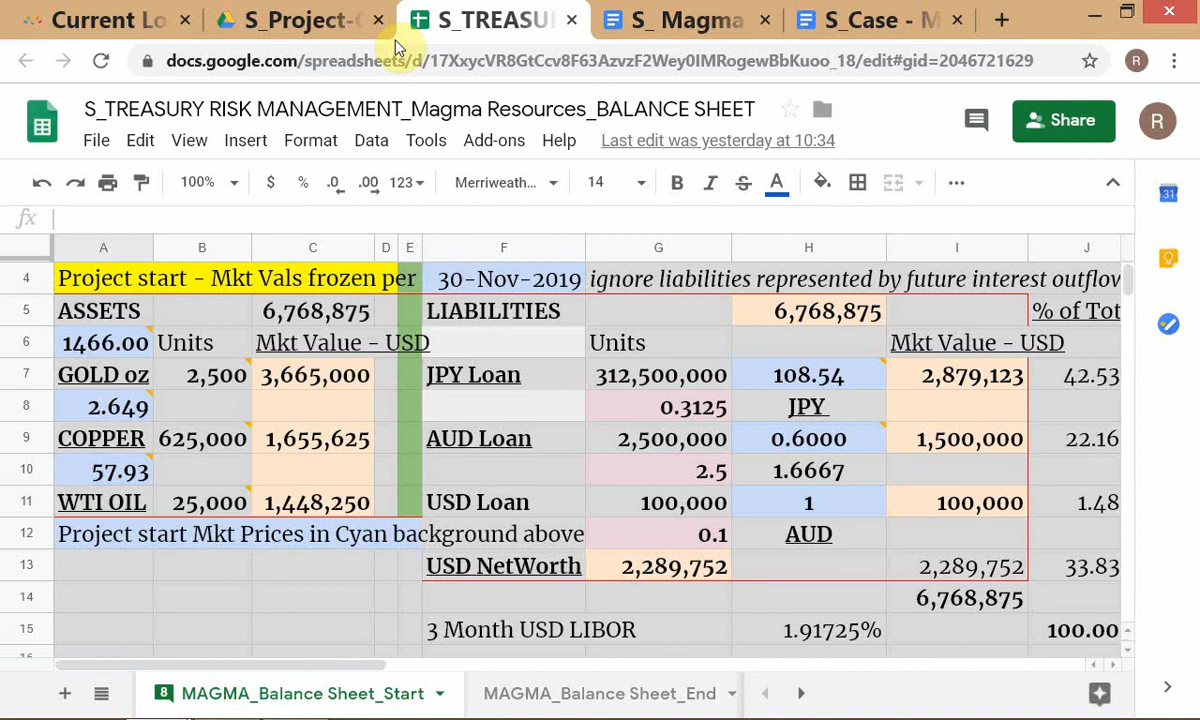 Current Lo
S_Project-
S_TREASU
S_ Magma
S_Case - M
docs.google.com/spreadsheets/d/17XxycVR8GtCcv8F63AzvzF2Wey0IMRogewBbKuoo_18/edit#gid=2046721629
R
S_TREASURY RISK MANAGEMENT_Magma Resources_BALANCE SHEET
Share
R
File Edit View Insert Format Data Tools Add-ons Help Last edit was yesterday at 10:34
100% $ % .0 .00 123 Merriweath... 14 B I S A
31
fx
A B C D E F G H I J
4 Project start - Mkt Vals frozen per 30-Nov-2019 ignore liabilities represented by future interest outflow
5 ASSETS 6,768,875 LIABILITIES 6,768,875 % of Tot
6 1466.00 Units Mkt Value - USD Units Mkt Value - USD
7 GOLD oz 2,500 3,665,000 JPY Loan 312,500,000 108.54 2,879,123 42.53
8 2.649 0.3125 JPY
9 COPPER 625,000 1,655,625 AUD Loan 2,500,000 0.6000 1,500,000 22.16
10 57.93 2.5 1.6667
11 WTI OIL 25,000 1,448,250 USD Loan 100,000 1 100,000 1.48
12 Project start Mkt Prices in Cyan background above 0.1 AUD
13 USD NetWorth 2,289,752 2,289,752 33.83
14 6,768,875
15 3 Month USD LIBOR 1.91725% 100.00
8 MAGMA_Balance Sheet_Start MAGMA_Balance Sheet_End